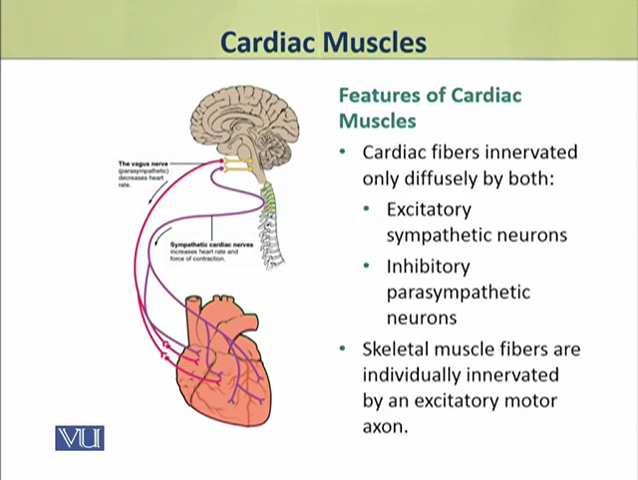 Cardiac Muscles
The vagus nerve
(parasympathetic)
decreases heart
rate.
Sympathetic cardiac nerves
increases heart rate and
force of contraction.
Features of Cardiac
Muscles
• Cardiac fibers innervated
only diffusely by both:
• Excitatory
sympathetic neurons
• Inhibitory
parasympathetic
neurons
• Skeletal muscle fibers are
individually innervated
by an excitatory motor
axon.
VU